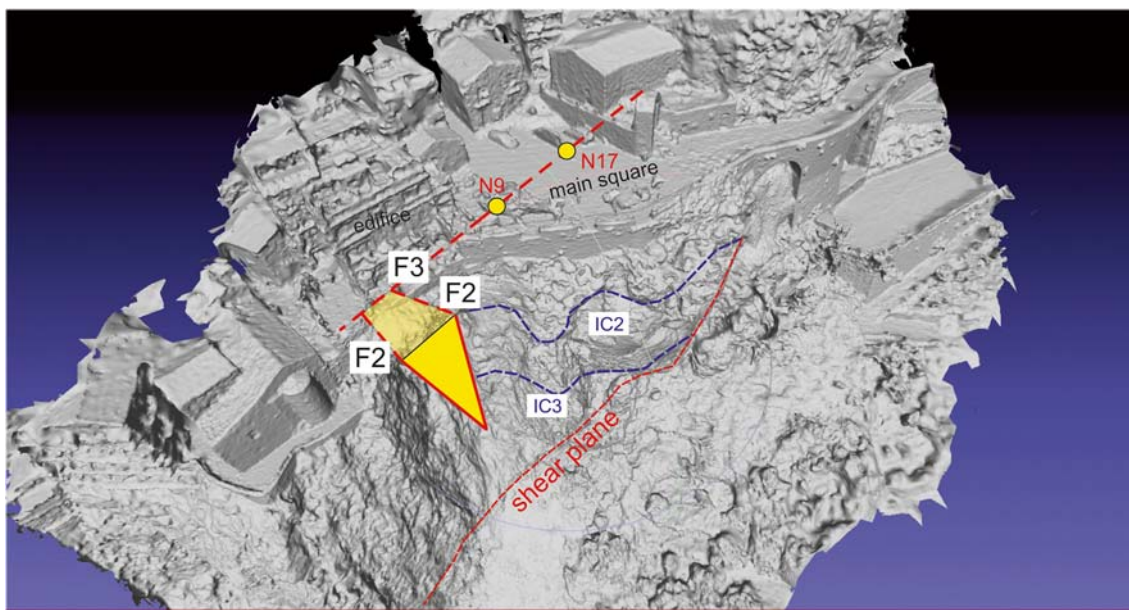 N17
main square
N9
edifice
F3
F2
IC2
F2
IC3
shear plane